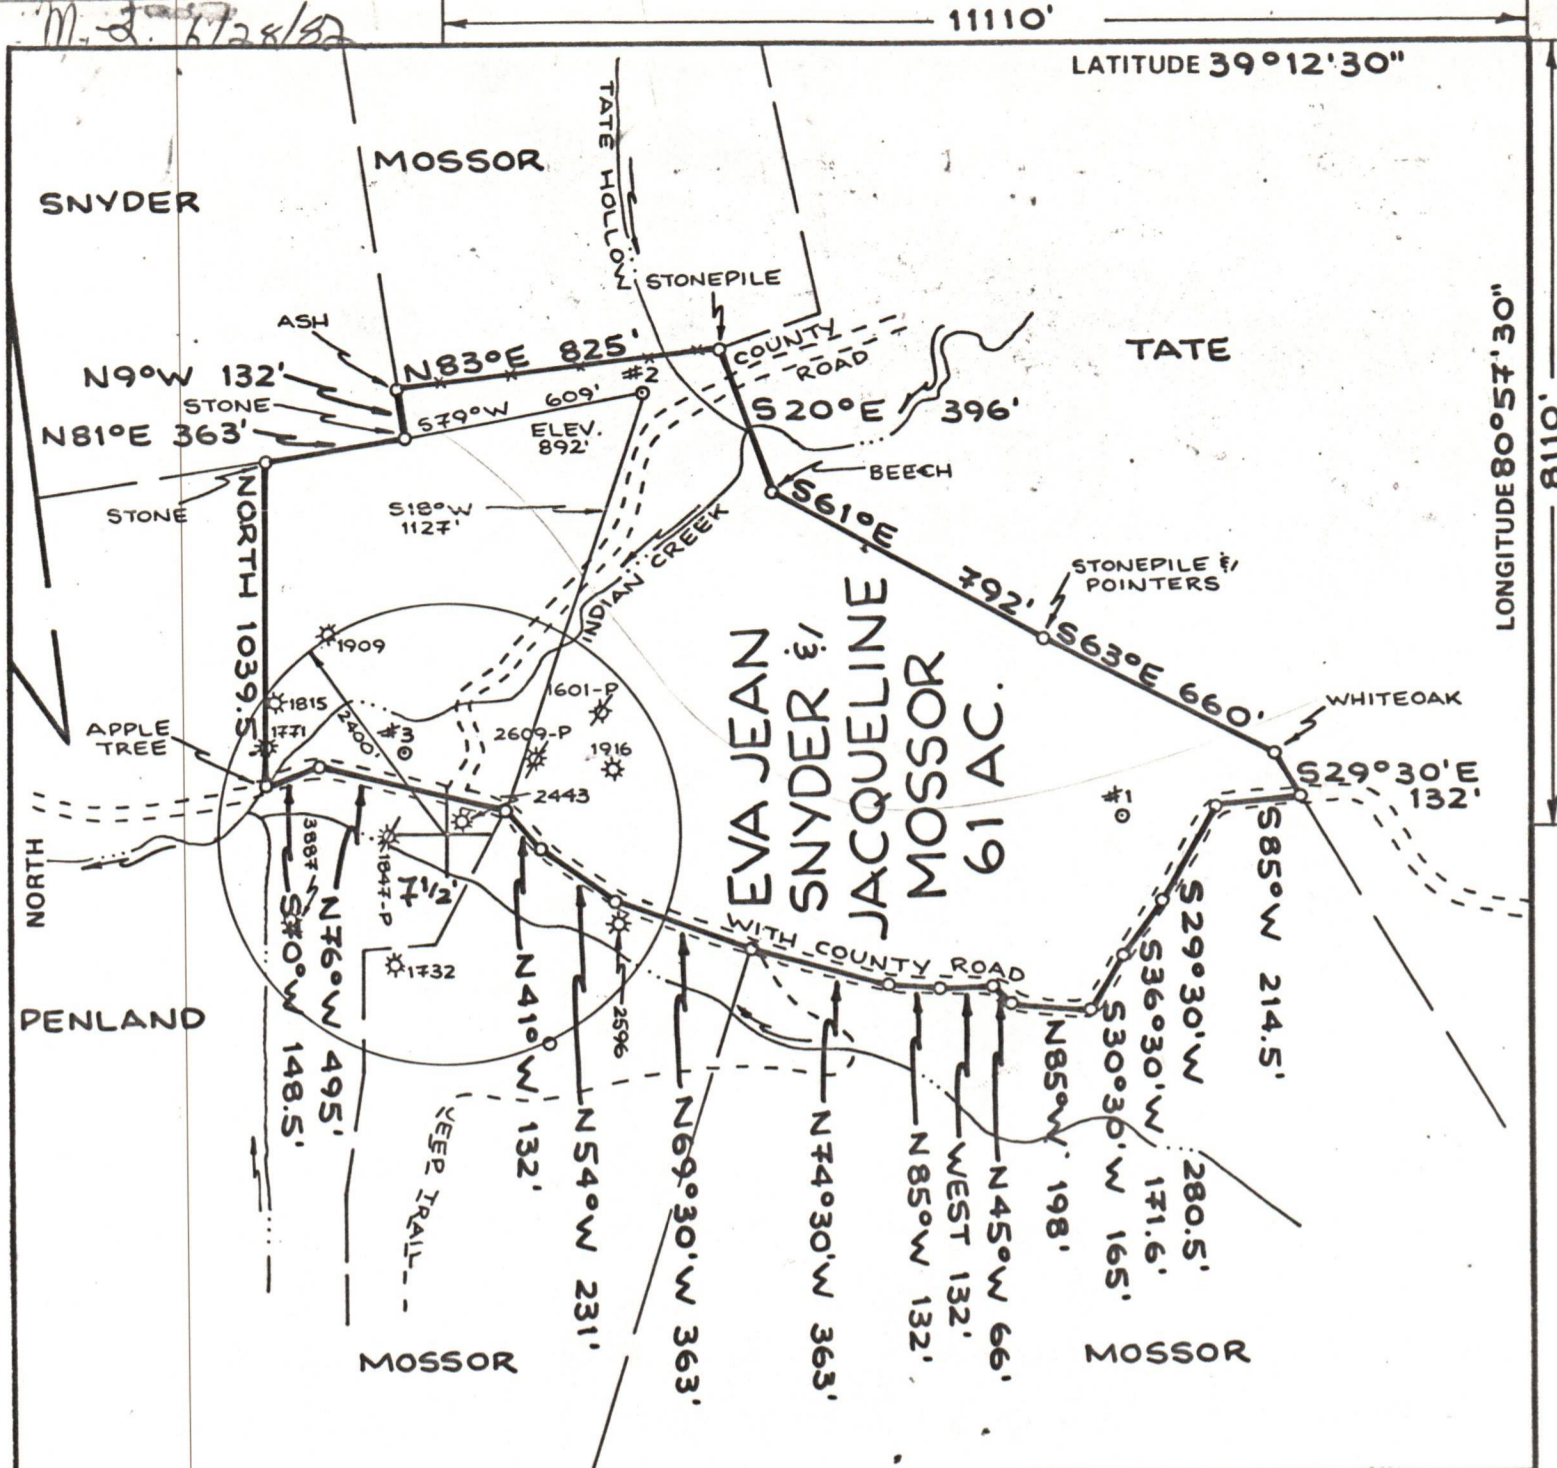 M.-2. 6/28/82
11110'
LATITUDE 39°12'30"
LONGITUDE 80°57'30"
8110'
SNYDER
MOSSOR
TATE HOLLOW
STONEPILE
ASH
N83°E 825'
COUNTY
ROAD
TATE
N9°W 132'
STONE
N81°E 363'
S79°W 609'
#2
ELEV.
892'
S20°E 396'
BEECH
STONE
NORTH 1039.5'
S18°W
1127'
INDIAN CREEK
S61°E 792'
STONEPILE &
POINTERS
S63°E 660'
WHITEOAK
S29°30'E
132'
EVA JEAN
SNYDER &
JACQUELINE
MOSSOR
61 AC.
1909
1815
1771
2400'
#3
1601-P
2609-P
1916
2443
APPLE
TREE
#1
NORTH
3887
1847-P
7 1/2'
1732
2596
WITH COUNTY ROAD
PENLAND
S70°W 148.5'
N76°W 495'
N41°W 132'
N54°W 231'
N69°30'W 363'
N74°30'W 363'
N85°W 132'
WEST 132'
N45°W 66'
N85°W 198'
S30°30'W 165'
S36°30'W 171.6'
S29°30'W 280.5'
S85°W 214.5'
JEEP TRAIL
MOSSOR
MOSSOR